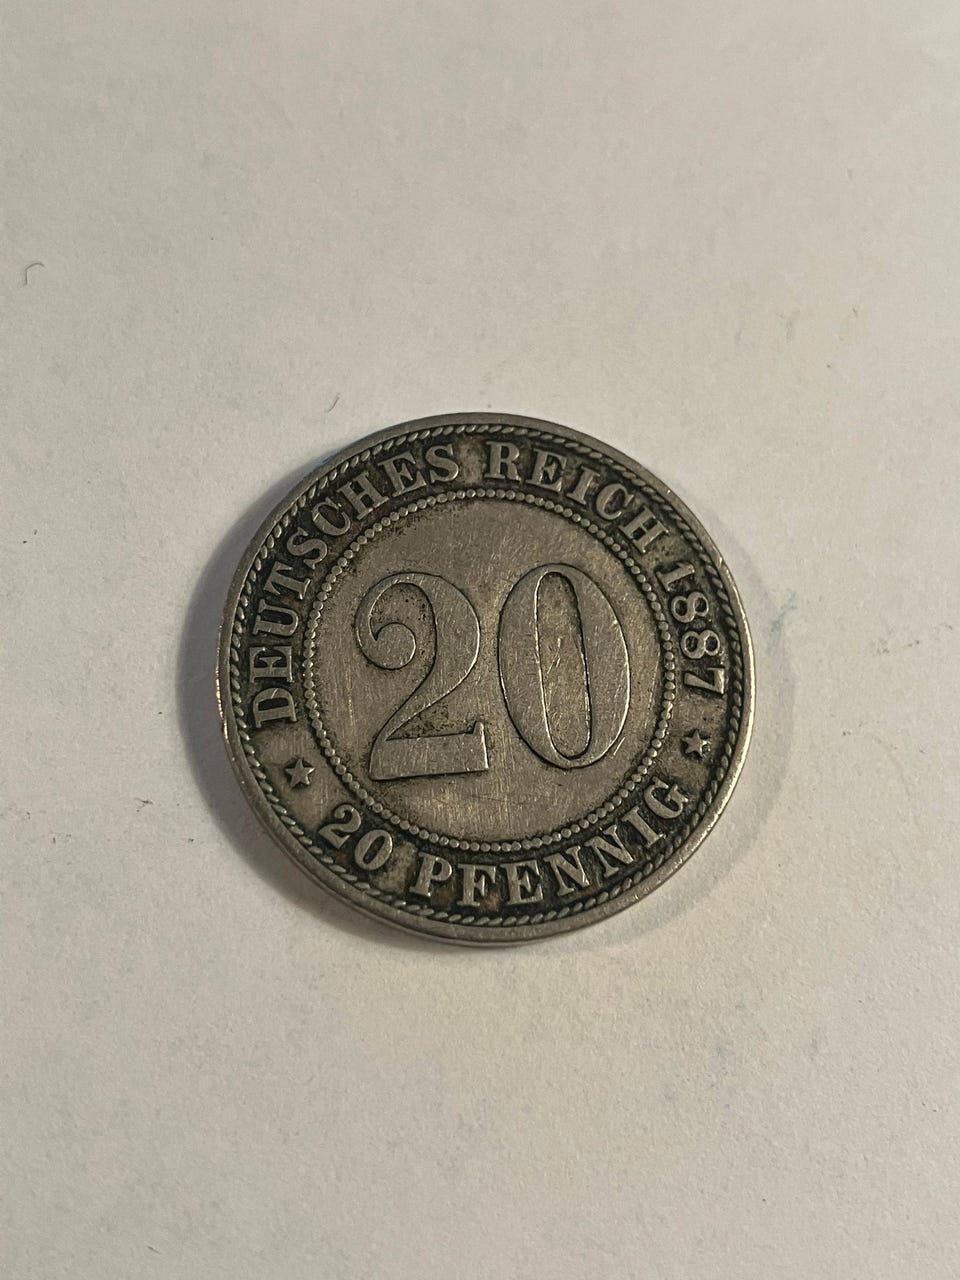 DEUTSCHES REICH 1887
20
★ 20 PFENNIG ★